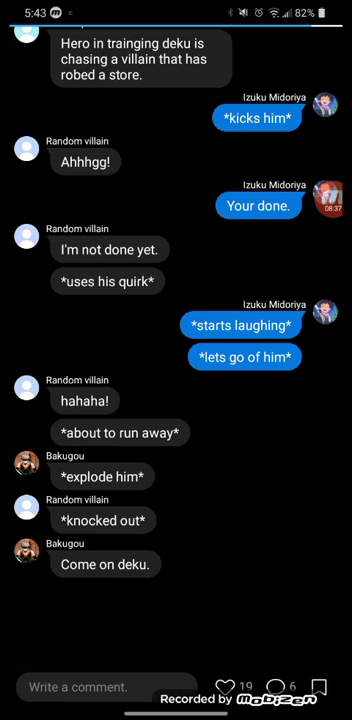 5:43
82%
Hero in trainging deku is
chasing a villain that has
robed a store.
Izuku Midoriya
*kicks him*
Random villain
Ahhhgg!
Izuku Midoriya
Your done.
08:37
Random villain
I'm not done yet.
*uses his quirk*
Izuku Midoriya
*starts laughing*
*lets go of him*
Random villain
hahaha!
*about to run away*
Bakugou
*explode him*
Random villain
*knocked out*
Bakugou
Come on deku.
Write a comment.
19
6
Recorded by MOBIZEN